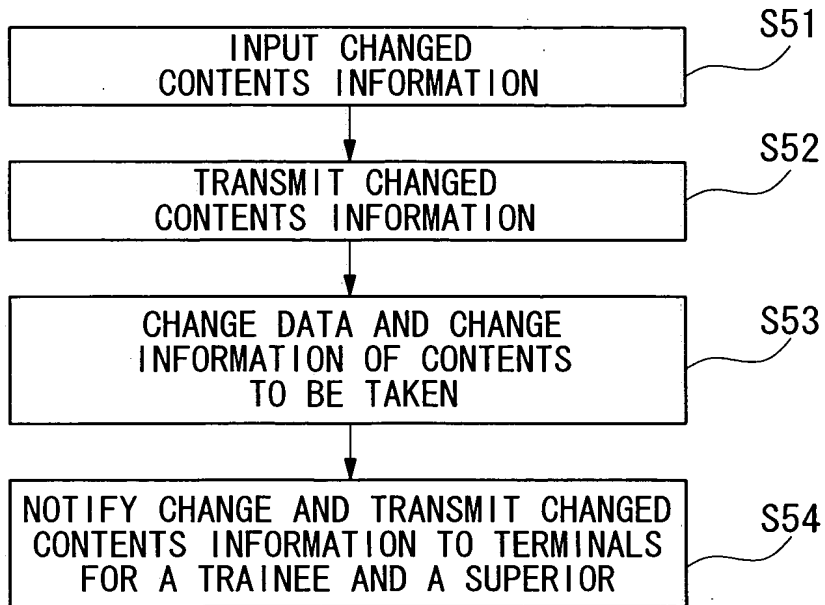 INPUT CHANGED
CONTENTS INFORMATION
S51
TRANSMIT CHANGED
CONTENTS INFORMATION
S52
CHANGE DATA AND CHANGE
INFORMATION OF CONTENTS
TO BE TAKEN
S53
NOTIFY CHANGE AND TRANSMIT CHANGED
CONTENTS INFORMATION TO TERMINALS
FOR A TRAINEE AND A SUPERIOR
S54